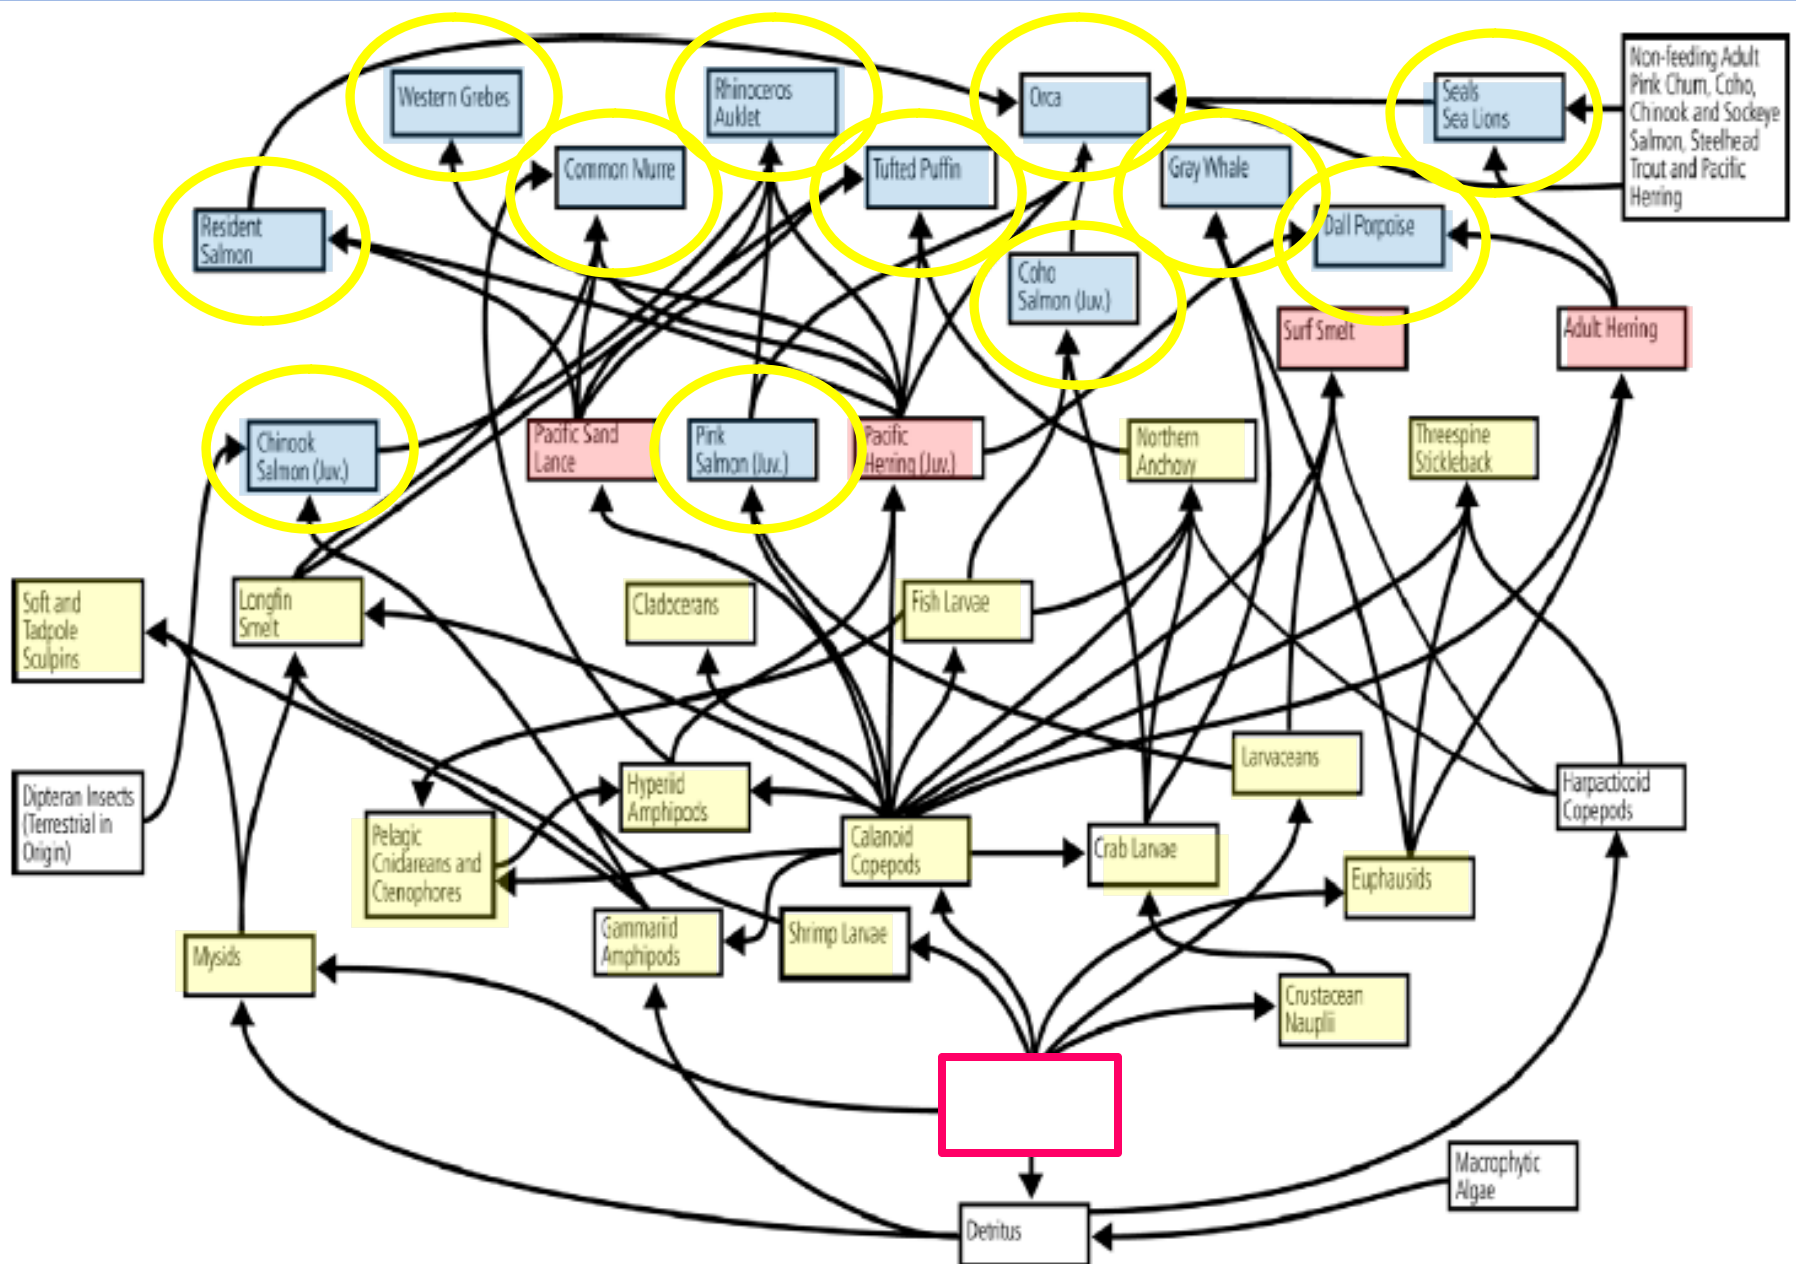 Western Grebes
Rhinoceros
Auklet
Orca
Seals
Sea Lions
Non-feeding Adult
Pink Chum, Coho,
Chinook and Sockeye
Salmon, Steelhead
Trout and Pacific
Herring
Common Murre
Tufted Puffin
Gray Whale
Resident
Salmon
Dall Porpoise
Coho
Salmon (Juv.)
Surf Smelt
Adult Herring
Chinook
Salmon (Juv.)
Pacific Sand
Lance
Pink
Salmon (Juv.)
Pacific
Herring (Juv.)
Northern
Anchovy
Threespine
Stickleback
Soft and
Tadpole
Sculpins
Longfin
Smelt
Cladocerans
Fish Larvae
Dipteran Insects
(Terrestrial in
Origin)
Hyperiid
Amphipods
Larvaceans
Harpacticoid
Copepods
Pelagic
Cnidareans and
Ctenophores
Calanoid
Copepods
Crab Larvae
Euphausids
Mysids
Gammariid
Amphipods
Shrimp Larvae
Crustacean
Nauplii
Macrophytic
Algae
Detritus